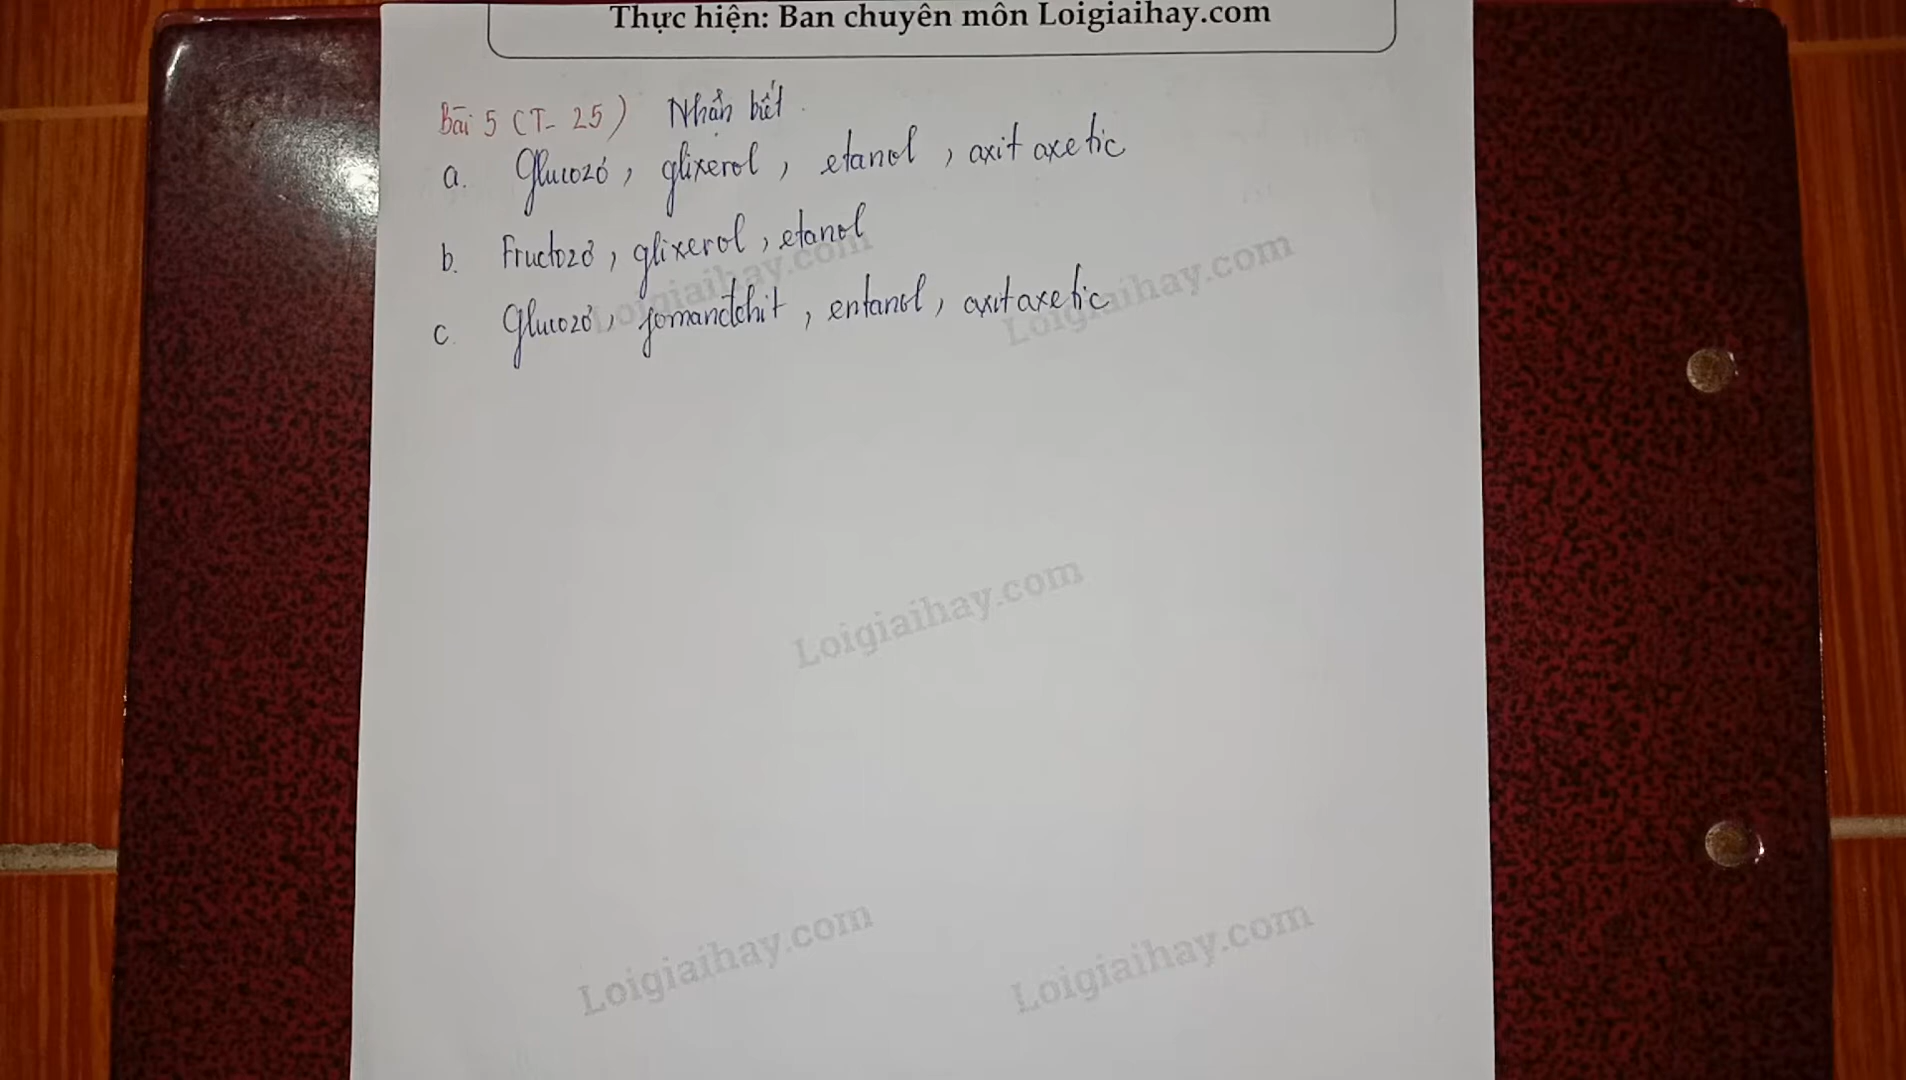 Thực hiện: Ban chuyên môn Loigiaihay.com
Bài 5 (T- 25) Nhận biết.
a. Glucozơ, glixerol, etanol, axit axetic
b. Fructozơ, glixerol, etanol
c. Glucozơ, fomandehit, entanol, axit axetic
Loigiaihay.com
Loigiaihay.com
Loigiaihay.com
Loigiaihay.com
Loigiaihay.com